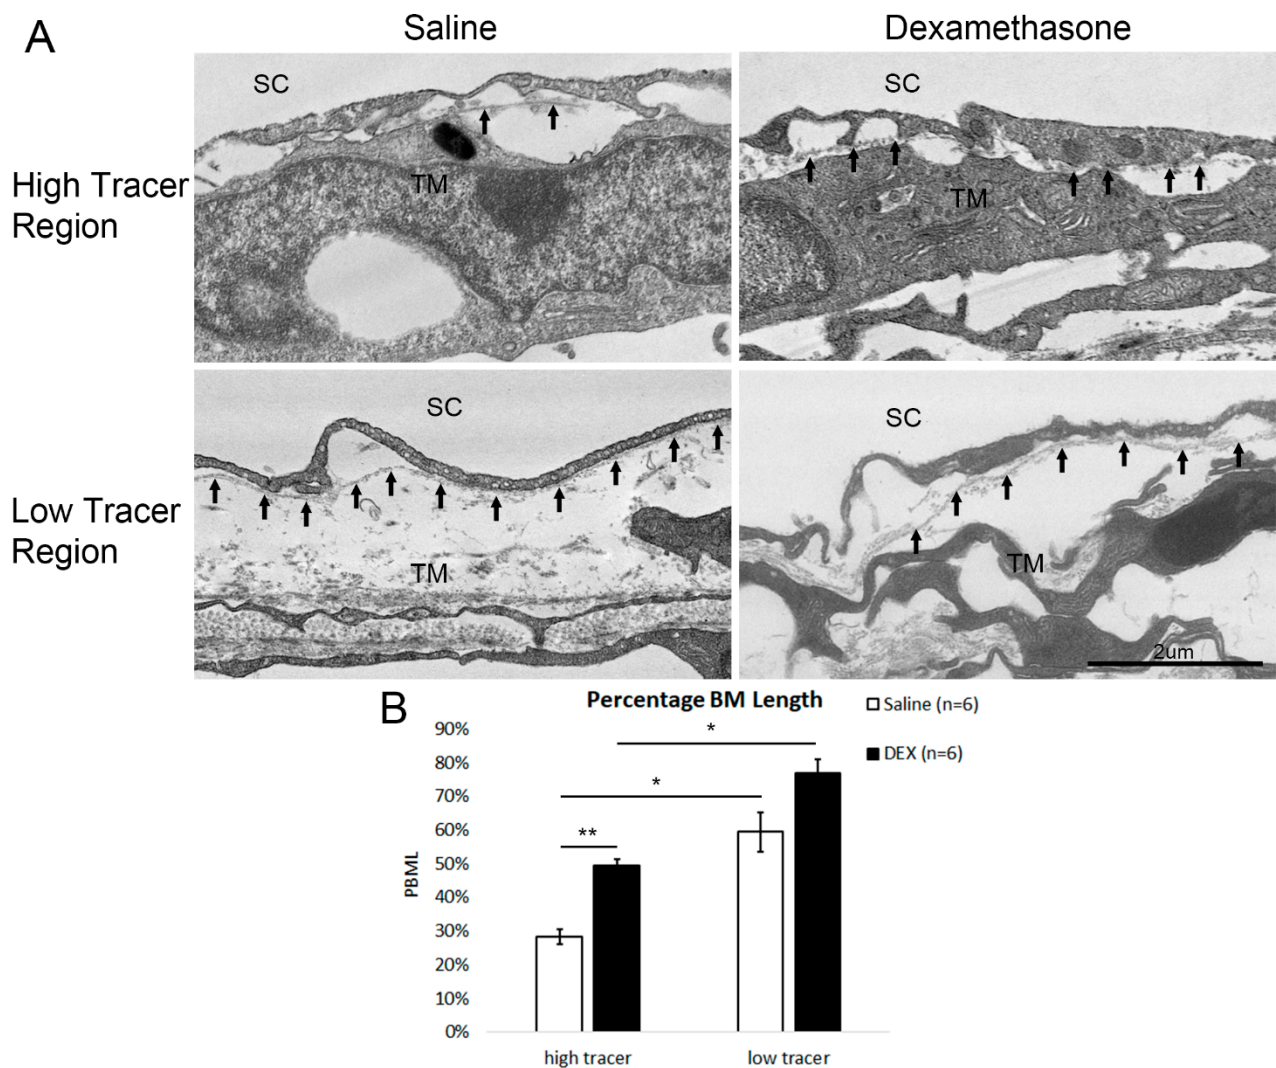 A
Saline
Dexamethasone
High Tracer
Region
SC
TM
SC
TM
Low Tracer
Region
SC
TM
SC
TM
2um
B
Percentage BM Length
Saline (n=6)
DEX (n=6)
PBML
90%
80%
70%
60%
50%
40%
30%
20%
10%
0%
*
*
**
high tracer
low tracer